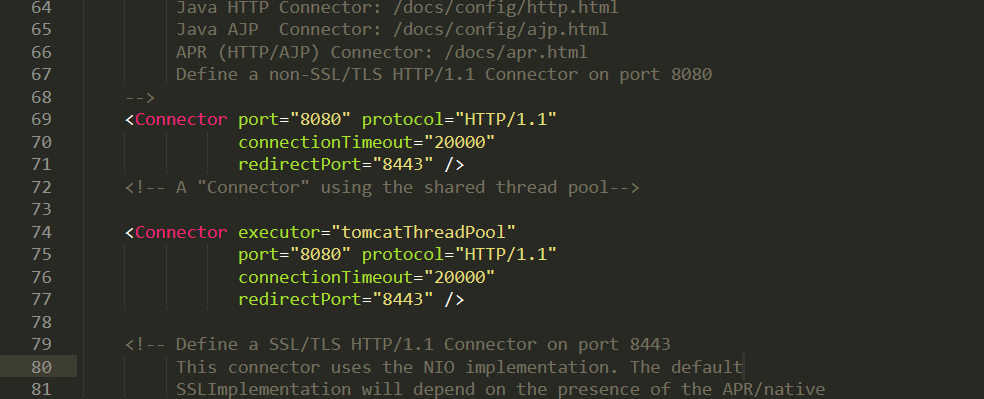 64 Java HTTP Connector: /docs/config/http.html
65 Java AJP  Connector: /docs/config/ajp.html
66 APR (HTTP/AJP) Connector: /docs/apr.html
67 Define a non-SSL/TLS HTTP/1.1 Connector on port 8080
68 -->
69 <Connector port="8080" protocol="HTTP/1.1"
70 connectionTimeout="20000"
71 redirectPort="8443" />
72 <!-- A "Connector" using the shared thread pool-->
73
74 <Connector executor="tomcatThreadPool"
75 port="8080" protocol="HTTP/1.1"
76 connectionTimeout="20000"
77 redirectPort="8443" />
78
79 <!-- Define a SSL/TLS HTTP/1.1 Connector on port 8443
80 This connector uses the NIO implementation. The default
81 SSLImplementation will depend on the presence of the APR/native